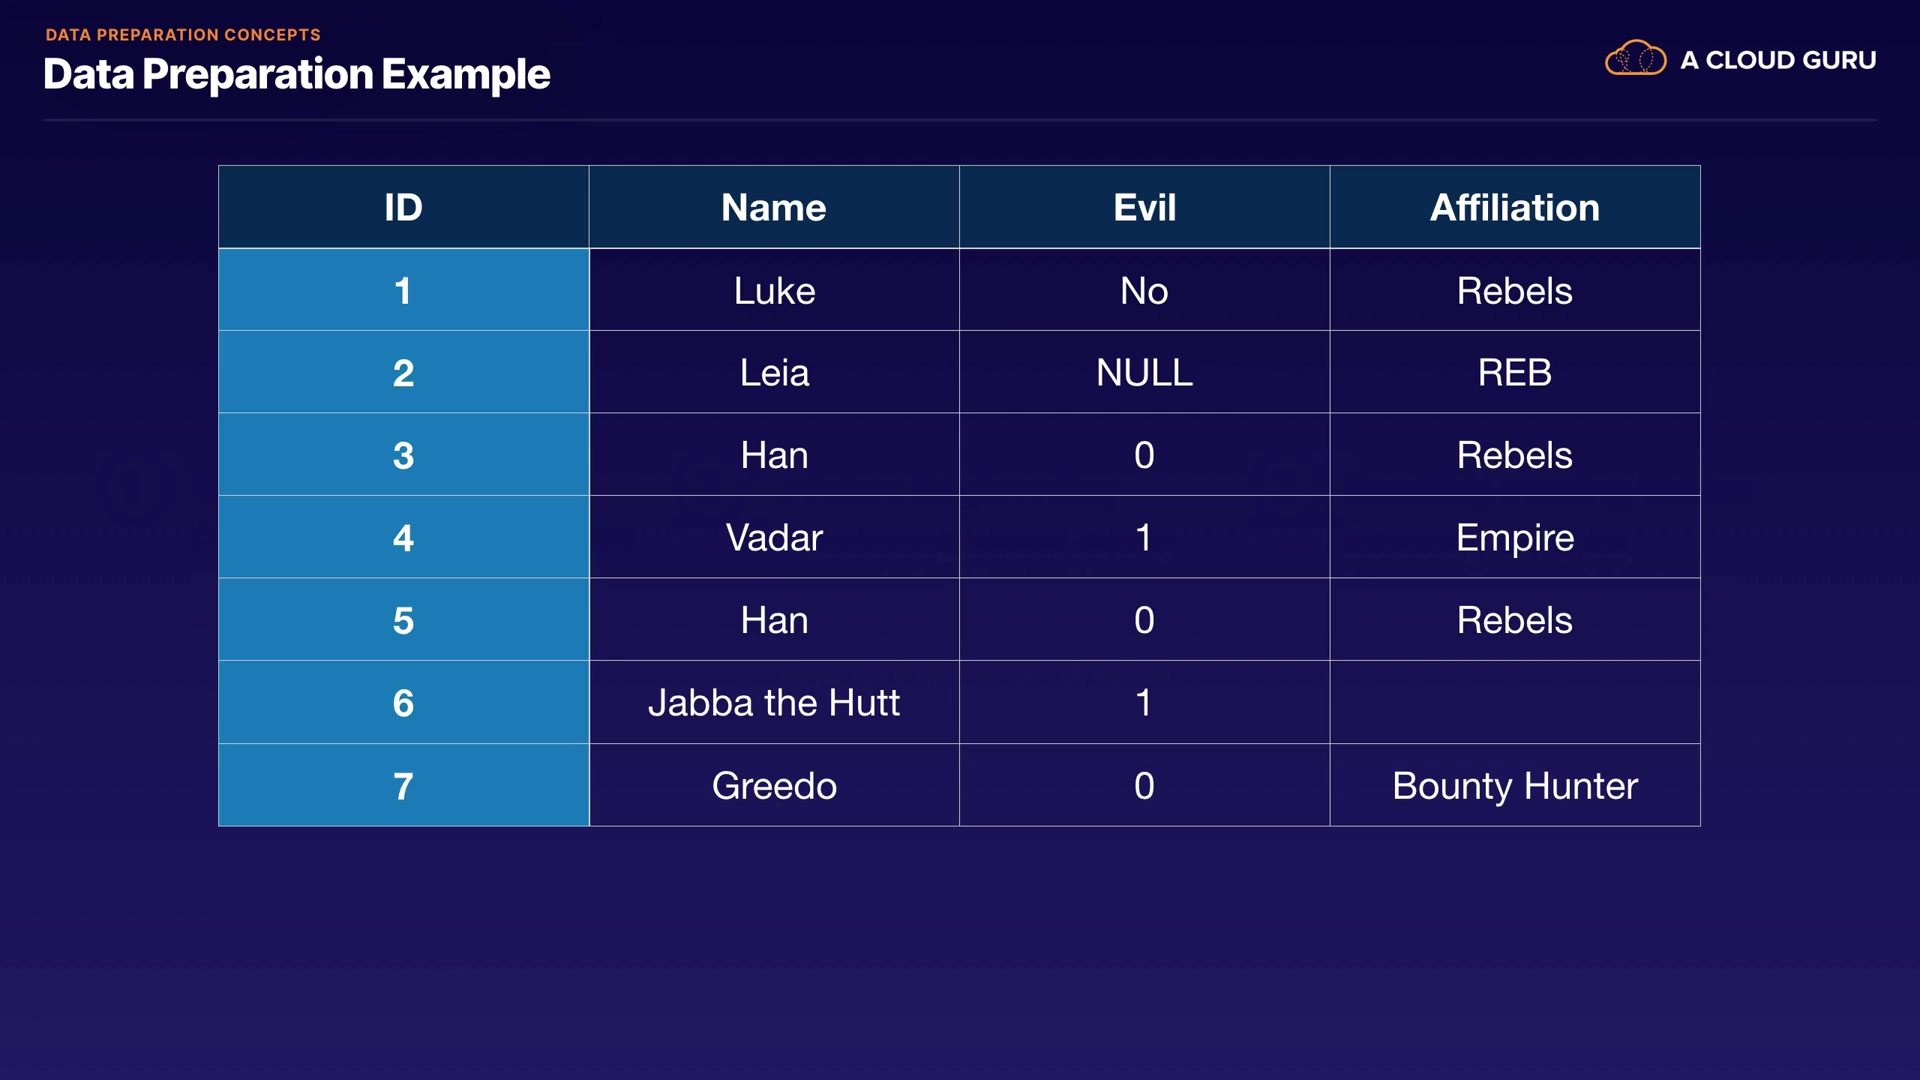 DATA PREPARATION CONCEPTS
Data Preparation Example
A CLOUD GURU
ID Name Evil Affiliation
1 Luke No Rebels
2 Leia NULL REB
3 Han 0 Rebels
4 Vadar 1 Empire
5 Han 0 Rebels
6 Jabba the Hutt 1
7 Greedo 0 Bounty Hunter